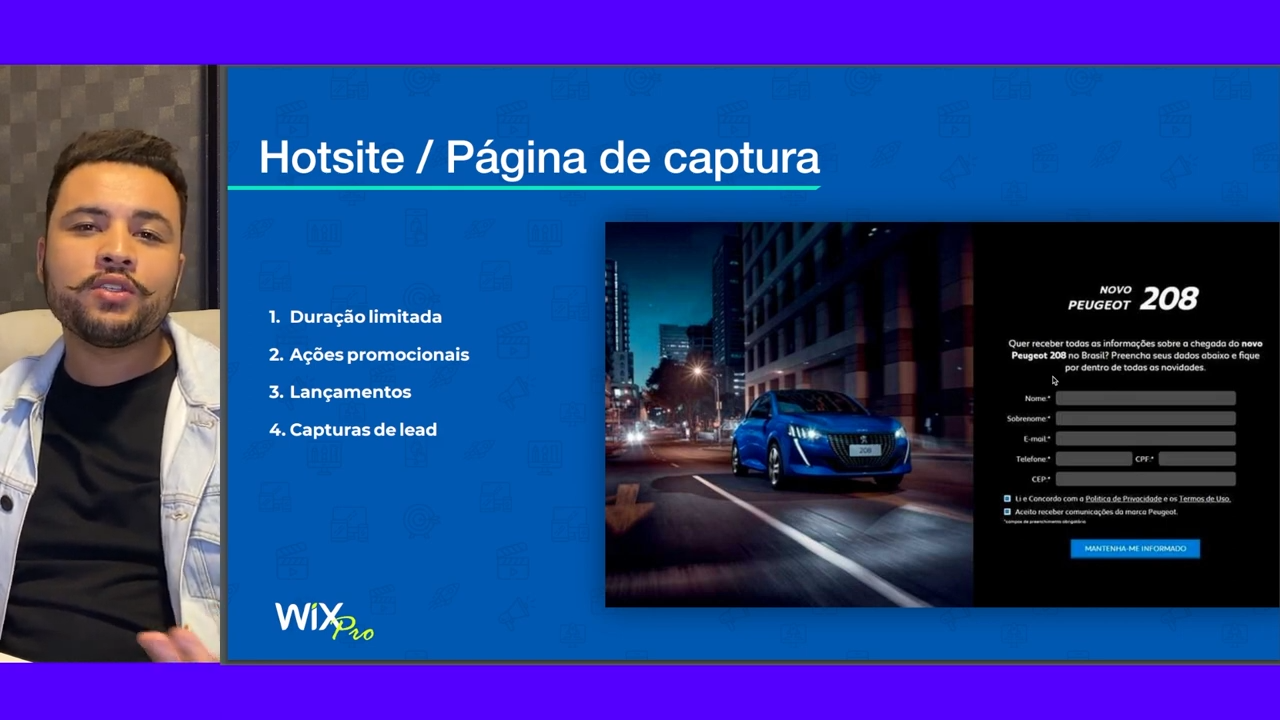 Hotsite / Página de captura
1. Duração limitada
2. Ações promocionais
3. Lançamentos
4. Capturas de lead
WiX Pro
208
NOVO
PEUGEOT 208
Quer receber todas as informações sobre a chegada do novo
Peugeot 208 no Brasil? Preencha seus dados abaixo e fique
por dentro de todas as novidades.
Nome:*
Sobrenome:*
E-mail:*
Telefone:* CPF:*
CEP:*
Li e Concordo com a Política de Privacidade e os Termos de Uso.
Aceito receber comunicações da marca Peugeot.
*campos de preenchimento obrigatório
MANTENHA-ME INFORMADO